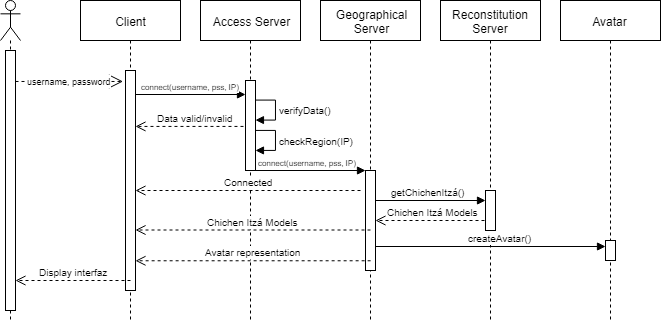 Client
Access Server
Geographical
Server
Reconstitution
Server
Avatar
username, password
connect(username, pss, IP)
verifyData()
Data valid/invalid
checkRegion(IP)
connect(username, pss, IP)
Connected
getChichenItzá()
Chichen Itzá Models
Chichen Itzá Models
createAvatar()
Avatar representation
Display interfaz